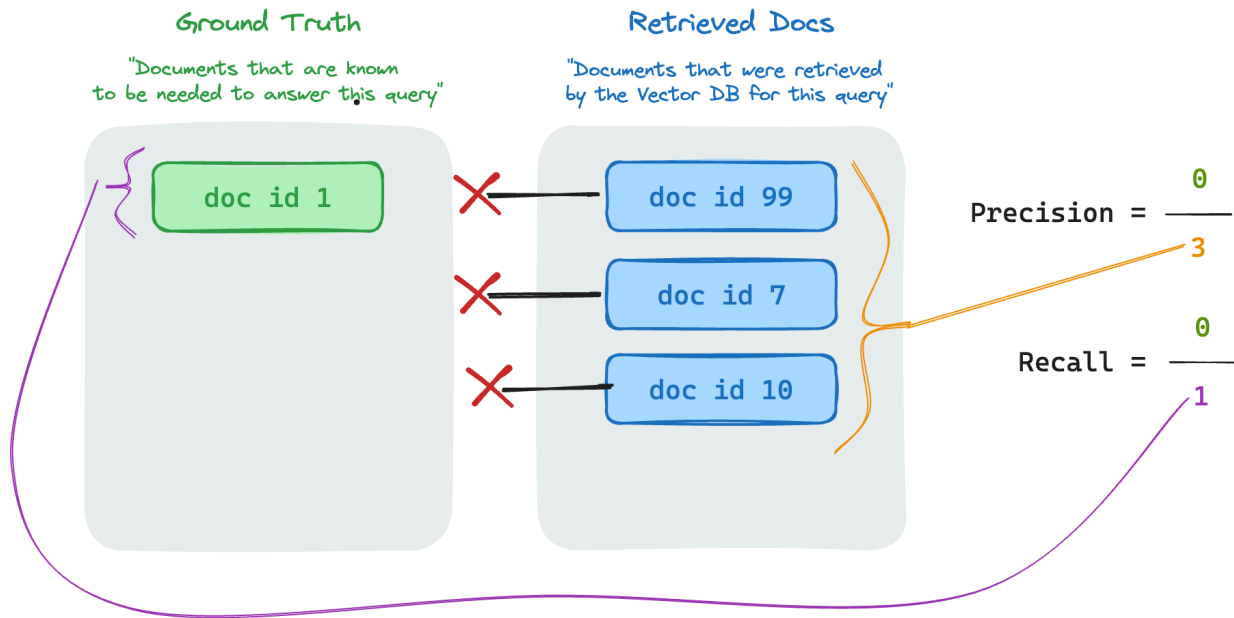 Ground Truth
"Documents that are known
to be needed to answer this query"
doc id 1
Retrieved Docs
"Documents that were retrieved
by the Vector DB for this query"
doc id 99
doc id 7
doc id 10
0
Precision =
3
0
Recall =
1